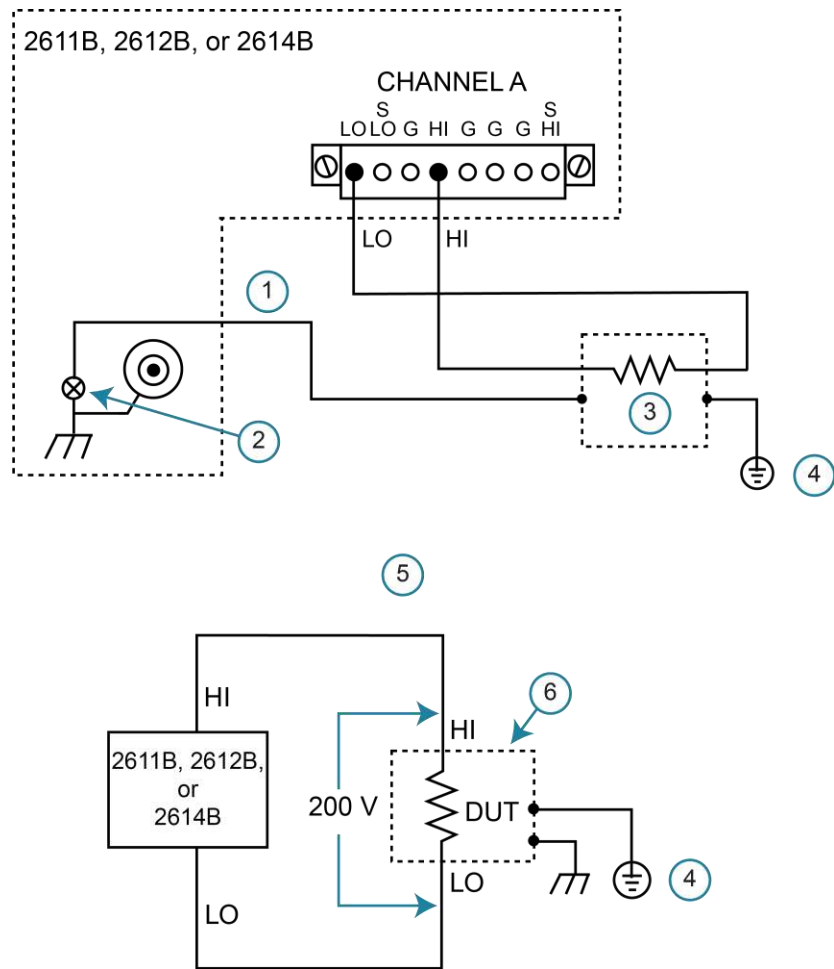 2611B, 2612B, or 2614B
CHANNEL A
S S
LO LO G HI G G G HI
LO HI
1
2
3
4
5
6
HI
HI
2611B, 2612B,
or
2614B
200 V
DUT
LO
LO
4